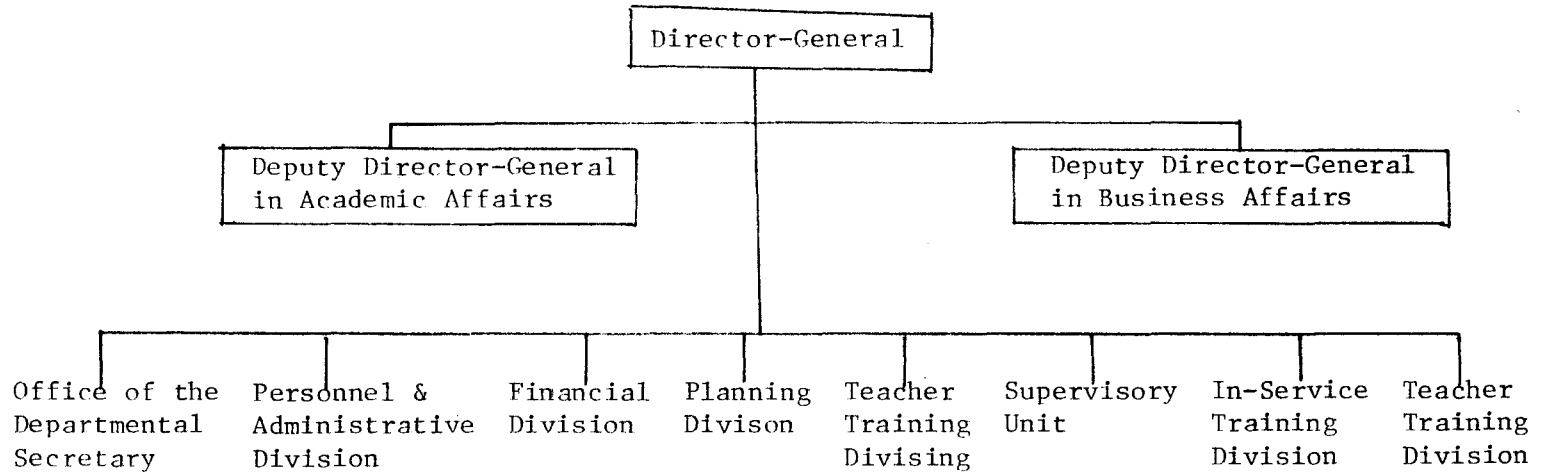 Director-General
Deputy Director-General
in Academic Affairs
Deputy Director-General
in Business Affairs
Office of the
Departmental
Secretary
Personnel &
Administrative
Division
Financial
Division
Planning
Divison
Teacher
Training
Divising
Supervisory
Unit
In-Service
Training
Division
Teacher
Training
Division